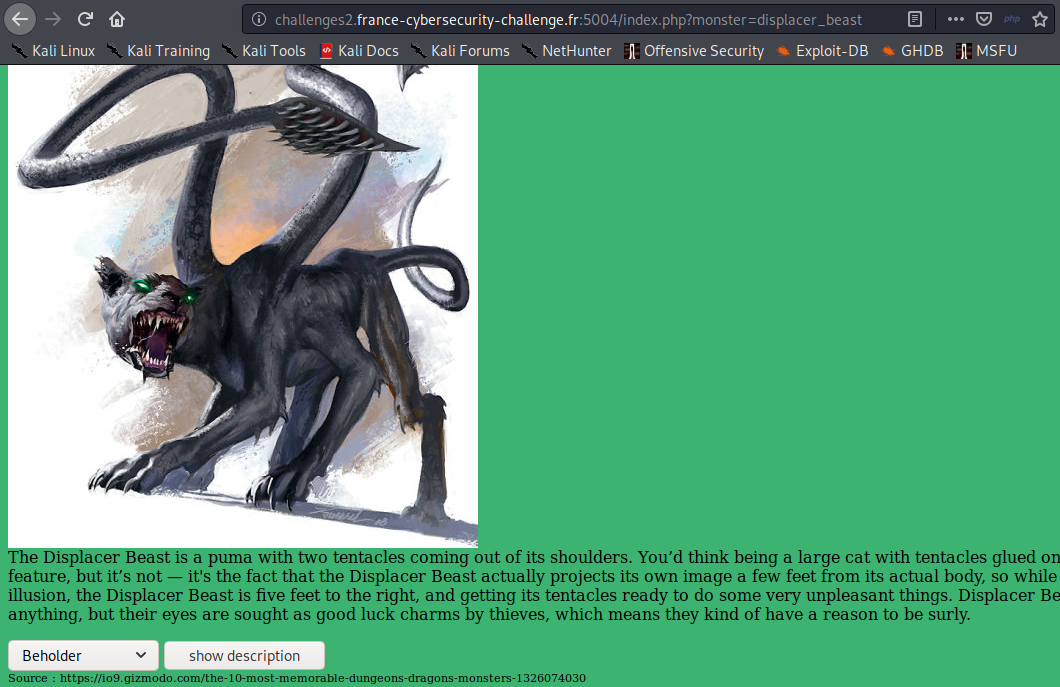 challenges2.france-cybersecurity-challenge.fr:5004/index.php?monster=displacer_beast
php
Kali Linux Kali Training Kali Tools Kali Docs Kali Forums NetHunter Offensive Security Exploit-DB GHDB MSFU
The Displacer Beast is a puma with two tentacles coming out of its shoulders. You’d think being a large cat with tentacles glued on
feature, but it’s not — it's the fact that the Displacer Beast actually projects its own image a few feet from its actual body, so while
illusion, the Displacer Beast is five feet to the right, and getting its tentacles ready to do some very unpleasant things. Displacer Be
anything, but their eyes are sought as good luck charms by thieves, which means they kind of have a reason to be surly.
Beholder show description
Source : https://io9.gizmodo.com/the-10-most-memorable-dungeons-dragons-monsters-1326074030